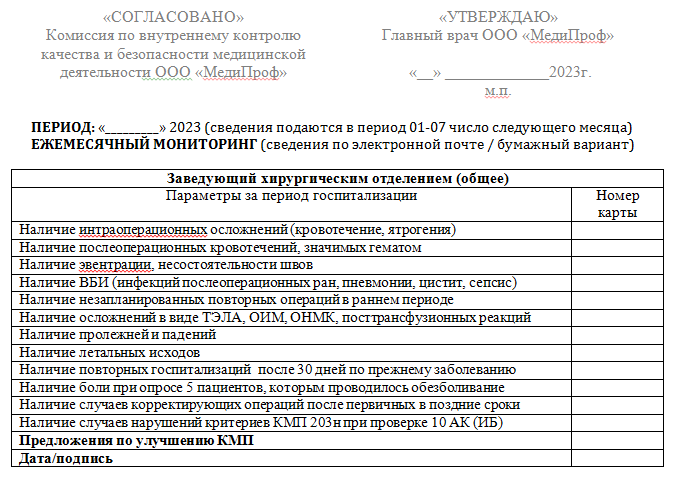 «СОГЛАСОВАНО»
Комиссия по внутреннему контролю
качества и безопасности медицинской
деятельности ООО «МедиПроф»
«УТВЕРЖДАЮ»
Главный врач ООО «МедиПроф»
«__» _____________2023г.
м.п.
ПЕРИОД: «_________» 2023 (сведения подаются в период 01-07 число следующего месяца)
ЕЖЕМЕСЯЧНЫЙ МОНИТОРИНГ (сведения по электронной почте / бумажный вариант)
Заведующий хирургическим отделением (общее)
Параметры за период госпитализации
Номер
карты
Наличие интраоперационных осложнений (кровотечение, ятрогения)
Наличие послеоперационных кровотечений, значимых гематом
Наличие эвентрации, несостоятельности швов
Наличие ВБИ (инфекций послеоперационных ран, пневмонии, цистит, сепсис)
Наличие незапланированных повторных операций в раннем периоде
Наличие осложнений в виде ТЭЛА, ОИМ, ОНМК, посттрансфузионных реакций
Наличие пролежней и падений
Наличие летальных исходов
Наличие повторных госпитализаций после 30 дней по прежнему заболеванию
Наличие боли при опросе 5 пациентов, которым проводилось обезболивание
Наличие случаев корректирующих операций после первичных в поздние сроки
Наличие случаев нарушений критериев КМП 203н при проверке 10 АК (ИБ)
Предложения по улучшению КМП
Дата/подпись